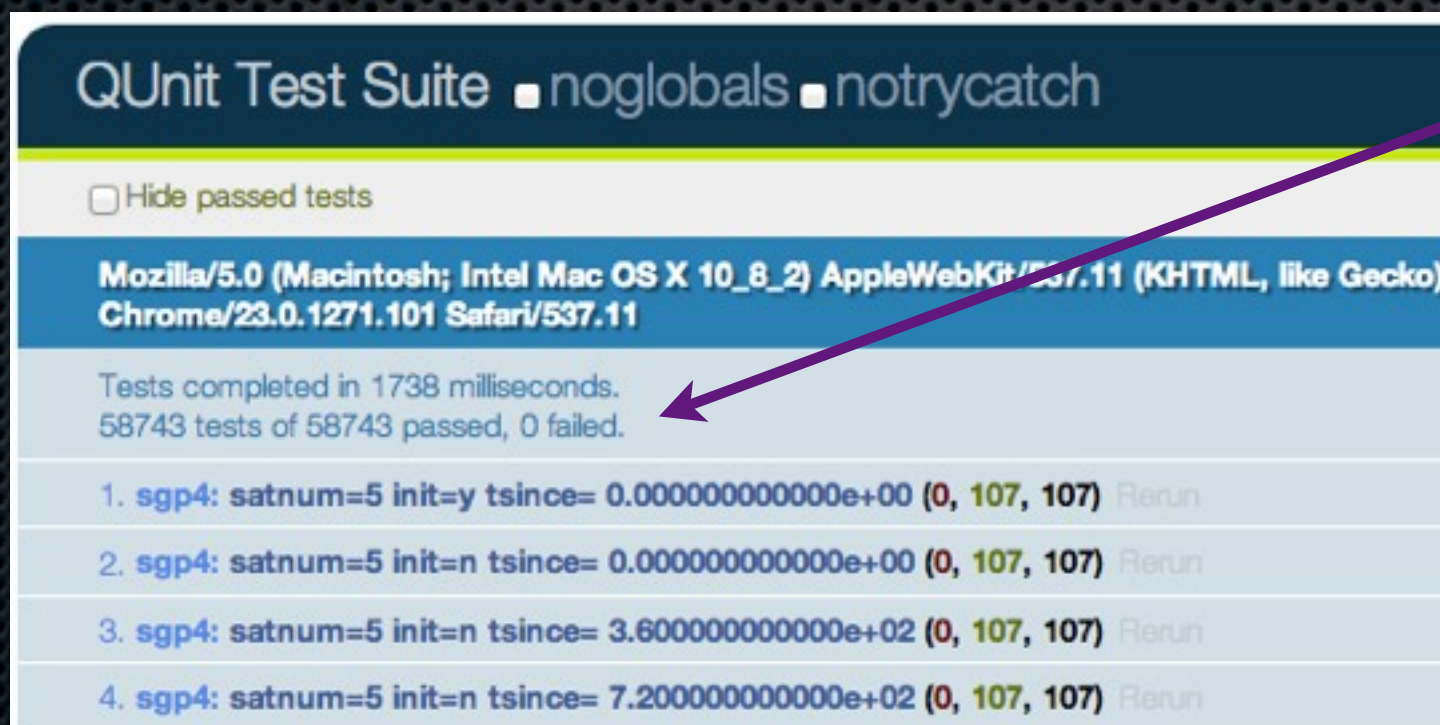 QUnit Test Suite noglobals notrycatch
Hide passed tests
Mozilla/5.0 (Macintosh; Intel Mac OS X 10_8_2) AppleWebKit/537.11 (KHTML, like Gecko)
Chrome/23.0.1271.101 Safari/537.11
Tests completed in 1738 milliseconds.
58743 tests of 58743 passed, 0 failed.
1. sgp4: satnum=5 init=y tsince= 0.000000000000e+00 (0, 107, 107) Rerun
2. sgp4: satnum=5 init=n tsince= 0.000000000000e+00 (0, 107, 107) Rerun
3. sgp4: satnum=5 init=n tsince= 3.600000000000e+02 (0, 107, 107) Rerun
4. sgp4: satnum=5 init=n tsince= 7.200000000000e+02 (0, 107, 107) Rerun